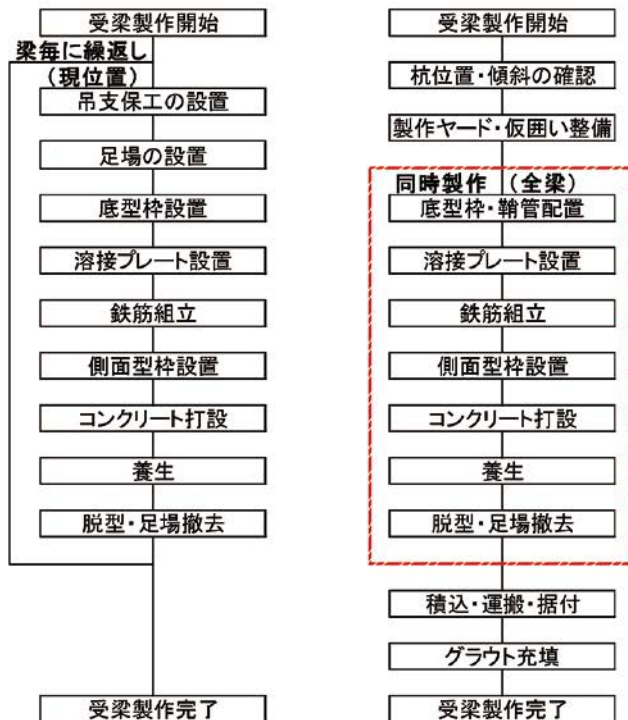 受梁製作開始
梁毎に繰返し
（現位置）
吊支保工の設置
足場の設置
底型枠設置
溶接プレート設置
鉄筋組立
側面型枠設置
コンクリート打設
養生
脱型・足場撤去
受梁製作完了
受梁製作開始
杭位置・傾斜の確認
製作ヤード・仮囲い整備
同時製作　（全梁）
底型枠・鞘管配置
溶接プレート設置
鉄筋組立
側面型枠設置
コンクリート打設
養生
脱型・足場撤去
積込・運搬・据付
グラウト充填
受梁製作完了